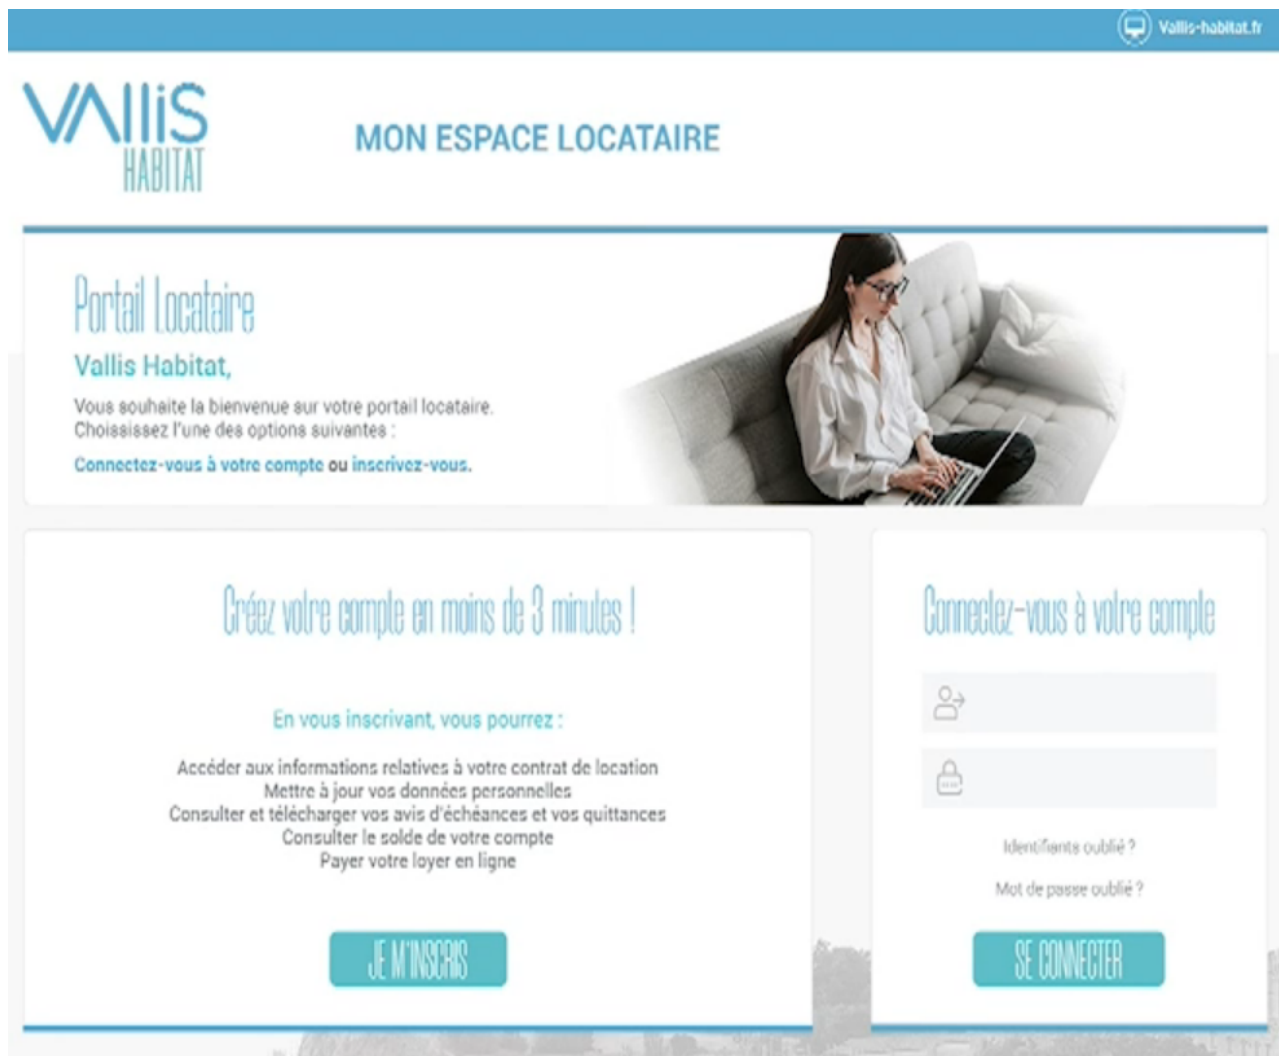 Vallis-habitat.fr
VALLIS
HABITAT
MON ESPACE LOCATAIRE
Portail Locataire
Vallis Habitat,
Vous souhaite la bienvenue sur votre portail locataire.
Choississez l'une des options suivantes :
Connectez-vous à votre compte ou inscrivez-vous.
Créez votre compte en moins de 3 minutes !
En vous inscrivant, vous pourrez :
Accéder aux informations relatives à votre contrat de location
Mettre à jour vos données personnelles
Consulter et télécharger vos avis d'échéances et vos quittances
Consulter le solde de votre compte
Payer votre loyer en ligne
JE M'INSCRIS
Connectez-vous à votre compte
Identifiants oublié ?
Mot de passe oublié ?
SE CONNECTER